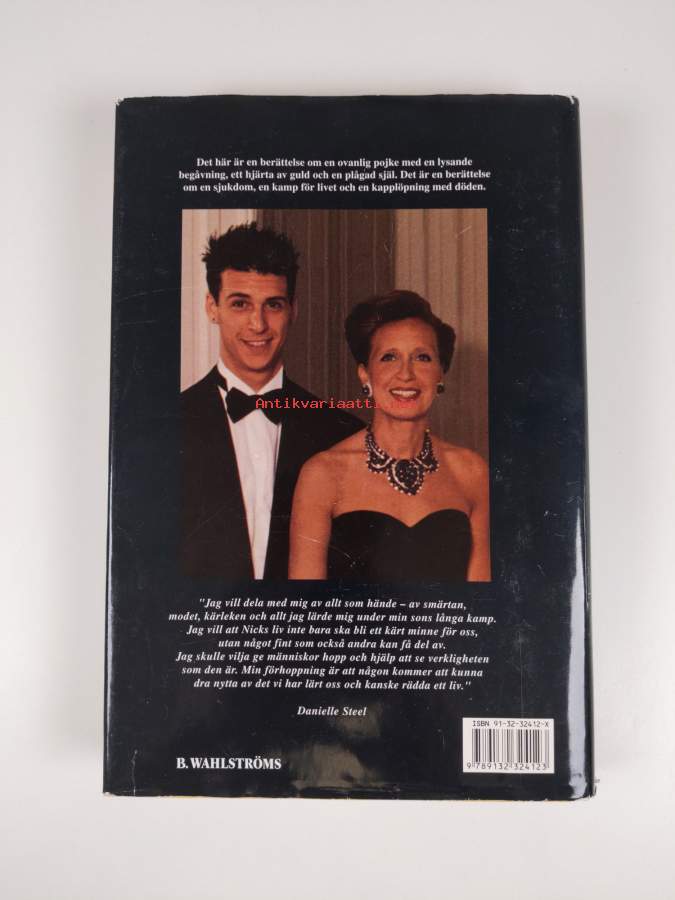 Det här är en berättelse om en ovanlig pojke med en lysande
begåvning, ett hjärta av guld och en plågad själ. Det är en berättelse
om en sjukdom, en kamp för livet och en kapplöpning med döden.
Antikvariaatti.
"Jag vill dela med mig av allt som hände – av smärtan,
modet, kärleken och allt jag lärde mig under min sons långa kamp.
Jag vill att Nicks liv inte bara ska bli ett kärt minne för oss,
utan något fint som också andra kan få del av.
Jag skulle vilja ge människor hopp och hjälp att se verkligheten
som den är. Min förhoppning är att någon kommer att kunna
dra nytta av det vi har lärt oss och kanske rädda ett liv."
Danielle Steel
ISBN 91-32-32412-X
B. WAHLSTRÖMS
9 789132 324123